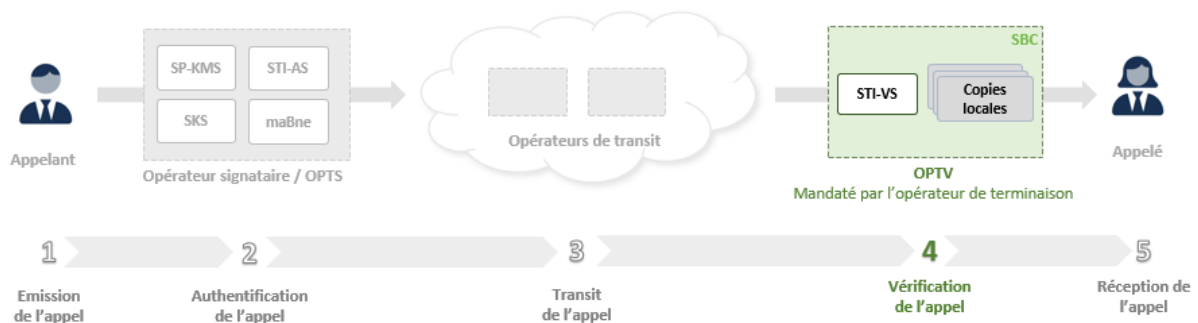 SBC
SP-KMS
STI-AS
SKS
maBne
STI-VS
Copies
locales
Opérateurs de transit
Appelant
Opérateur signataire / OPTS
Appelé
OPTV
Mandaté par l'opérateur de terminaison
1
2
3
4
5
Emission
de l'appel
Authentification
de l'appel
Transit
de l'appel
Vérification
de l'appel
Réception de
l'appel